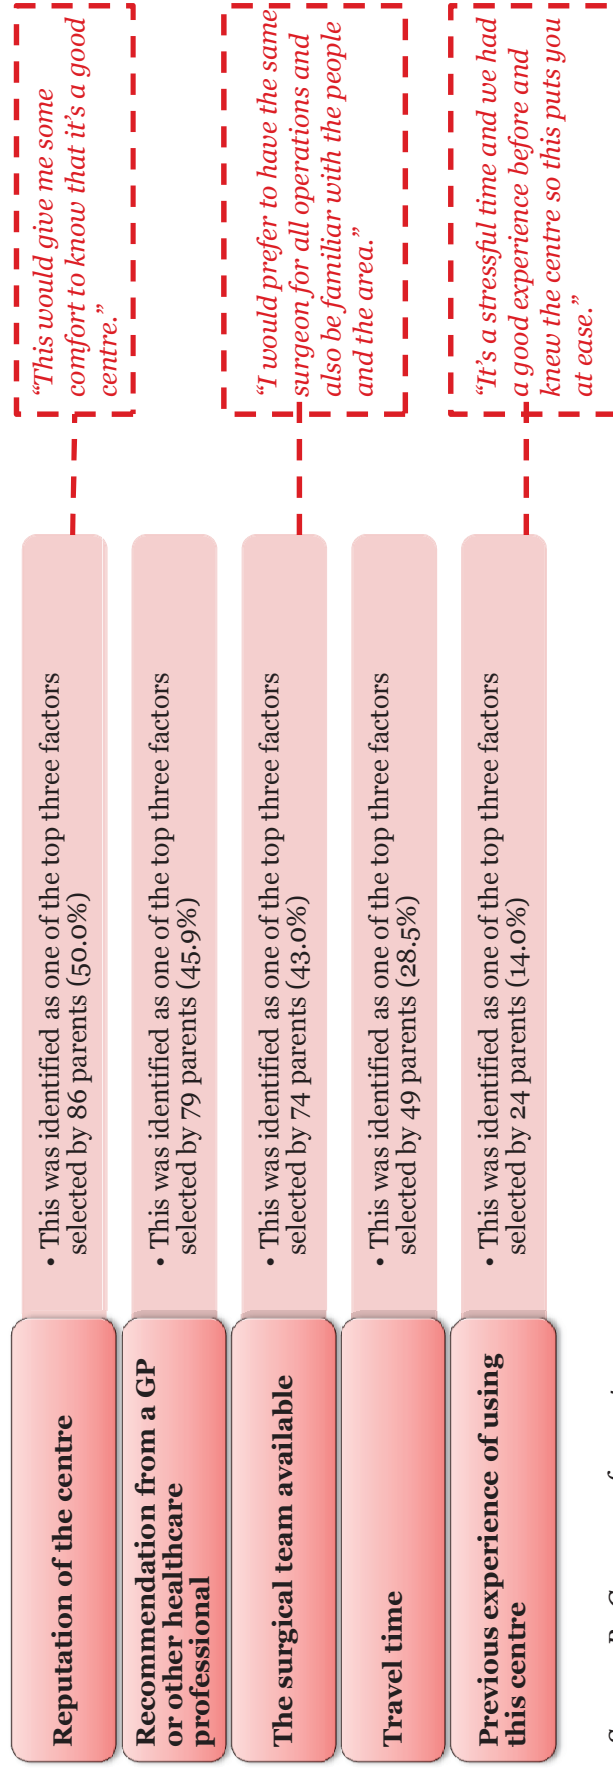 Reputation of the centre
• This was identified as one of the top three factors
selected by 86 parents (50.0%)
“This would give me some
comfort to know that it’s a good
centre.”
Recommendation from a GP
or other healthcare
professional
• This was identified as one of the top three factors
selected by 79 parents (45.9%)
The surgical team available
• This was identified as one of the top three factors
selected by 74 parents (43.0%)
“I would prefer to have the same
surgeon for all operations and
also be familiar with the people
and the area.”
Travel time
• This was identified as one of the top three factors
selected by 49 parents (28.5%)
Previous experience of using
this centre
• This was identified as one of the top three factors
selected by 24 parents (14.0%)
“It’s a stressful time and we had
a good experience before and
knew the centre so this puts you
at ease.”